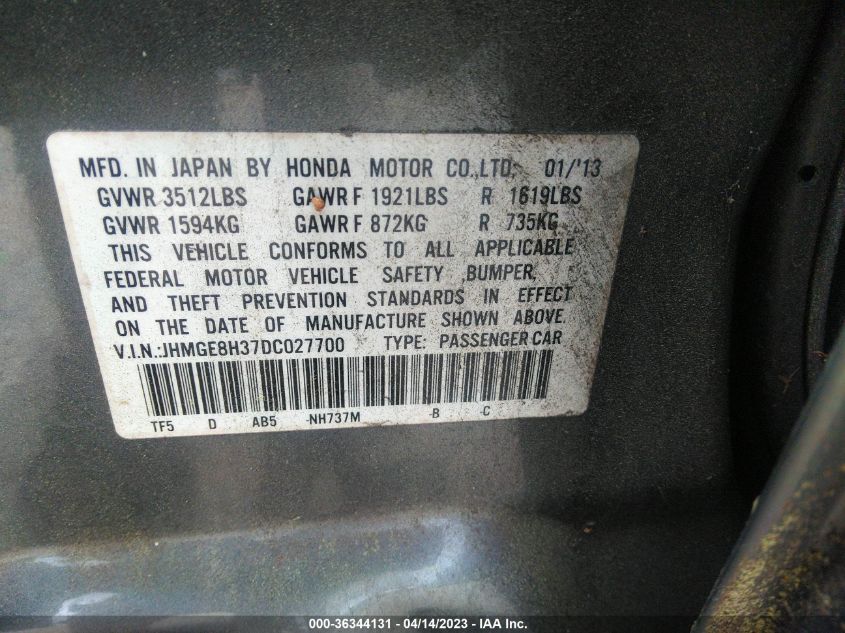 MFD. IN JAPAN BY HONDA MOTOR CO.,LTD. 01/'13
GVWR 3512LBS GAWR F 1921LBS R 1619LBS
GVWR 1594KG GAWR F 872KG R 735KG
THIS VEHICLE CONFORMS TO ALL APPLICABLE
FEDERAL MOTOR VEHICLE SAFETY ,BUMPER,
AND THEFT PREVENTION STANDARDS IN EFFECT
ON THE DATE OF MANUFACTURE SHOWN ABOVE.
V.I.N.:JHMGE8H37DC027700 TYPE: PASSENGER CAR
TF5 D AB5 -NH737M -B -C
000-36344131 - 04/14/2023 - IAA Inc.